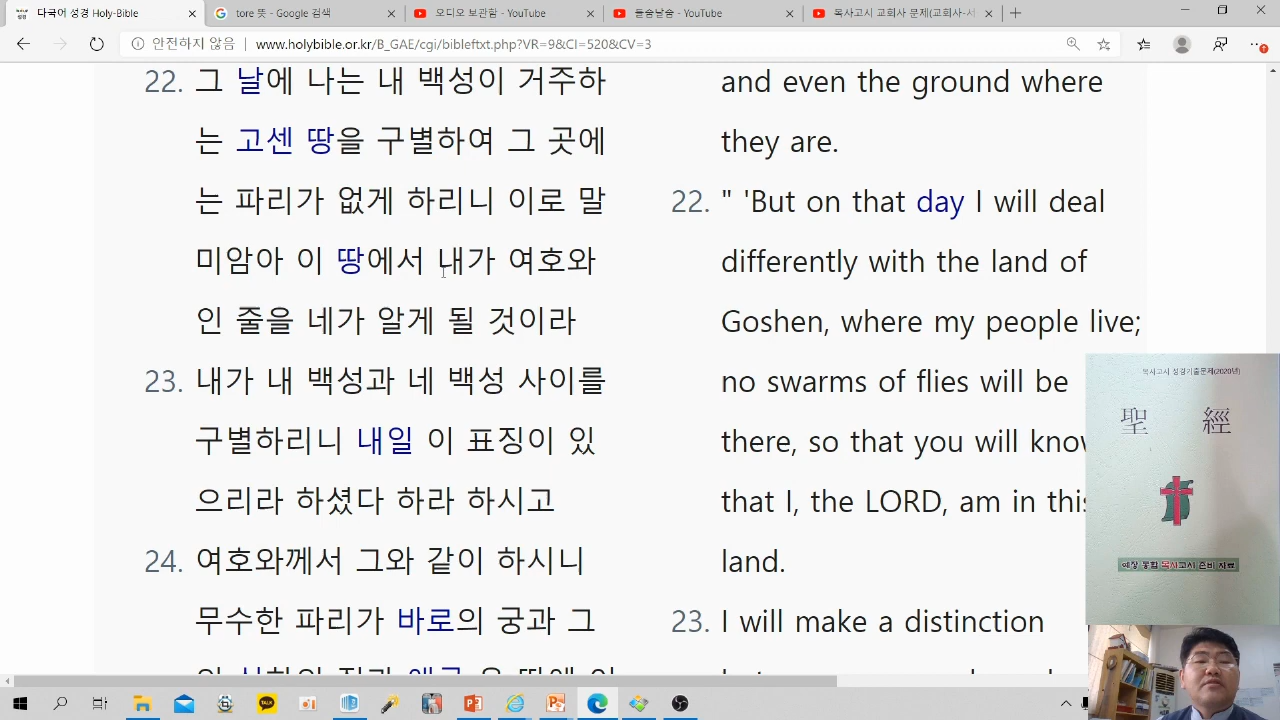 다국어 성경 Holy-Bible
tore 뜻 - Google 검색
오디오 보관함 - YouTube
들숨날숨 - YouTube
목사고시 교회사 문제(교회사-서
안전하지 않음
www.holybible.or.kr/B_GAE/cgi/bibleftxt.php?VR=9&CI=520&CV=3
22. 그 날에 나는 내 백성이 거주하
는 고센 땅을 구별하여 그 곳에
는 파리가 없게 하리니 이로 말
미암아 이 땅에서 내가 여호와
인 줄을 네가 알게 될 것이라
23. 내가 내 백성과 네 백성 사이를
구별하리니 내일 이 표징이 있
으리라 하셨다 하라 하시고
24. 여호와께서 그와 같이 하시니
무수한 파리가 바로의 궁과 그
and even the ground where
they are.
22. " 'But on that day I will deal
differently with the land of
Goshen, where my people live;
no swarms of flies will be
there, so that you will know
that I, the LORD, am in this
land.
23. I will make a distinction
목사고시 성경기출문제(2020년)
聖 經
예상 통필 목사고시 준비 자료
TALK